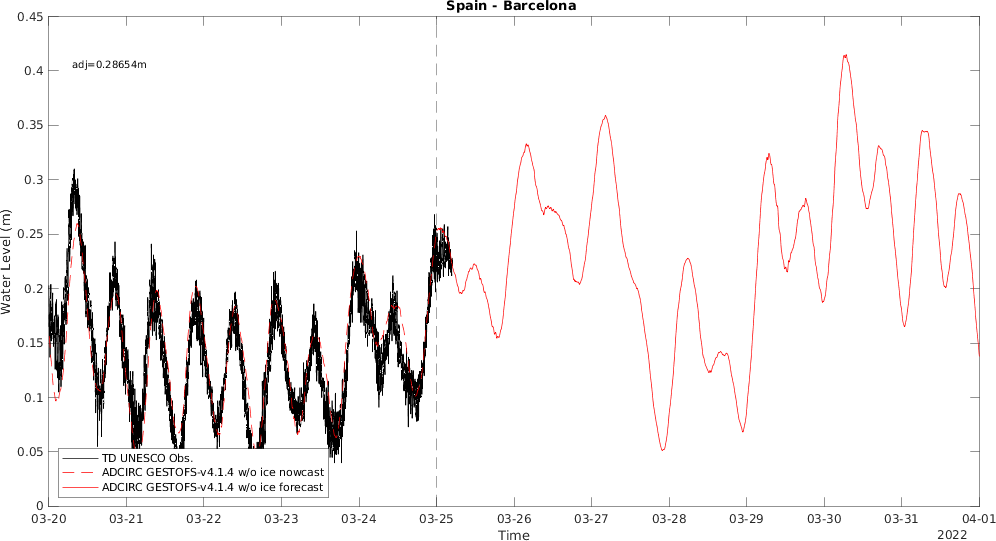 Spain - Barcelona
0.45
0.4
0.35
0.3
0.25
0.2
0.15
0.1
0.05
0
Water Level (m)
adj=0.28654m
TD UNESCO Obs.
ADCIRC GESTOFS-v4.1.4 w/o ice nowcast
ADCIRC GESTOFS-v4.1.4 w/o ice forecast
03-20 03-21 03-22 03-23 03-24 03-25 03-26 03-27 03-28 03-29 03-30 03-31 04-01
Time
2022